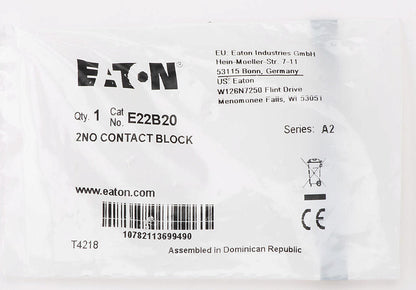 EATON
EU: Eaton Industries GmbH
Hein-Moeller-Str. 7-11
53115 Bonn, Germany
US: Eaton
W126N7250 Flint Drive
Menomonee Falls, WI 53051
Qty. 1 Cat No. E22B20
2NO CONTACT BLOCK
Series: A2
www.eaton.com
CE
10782113699490
T4218
Assembled in Dominican Republic